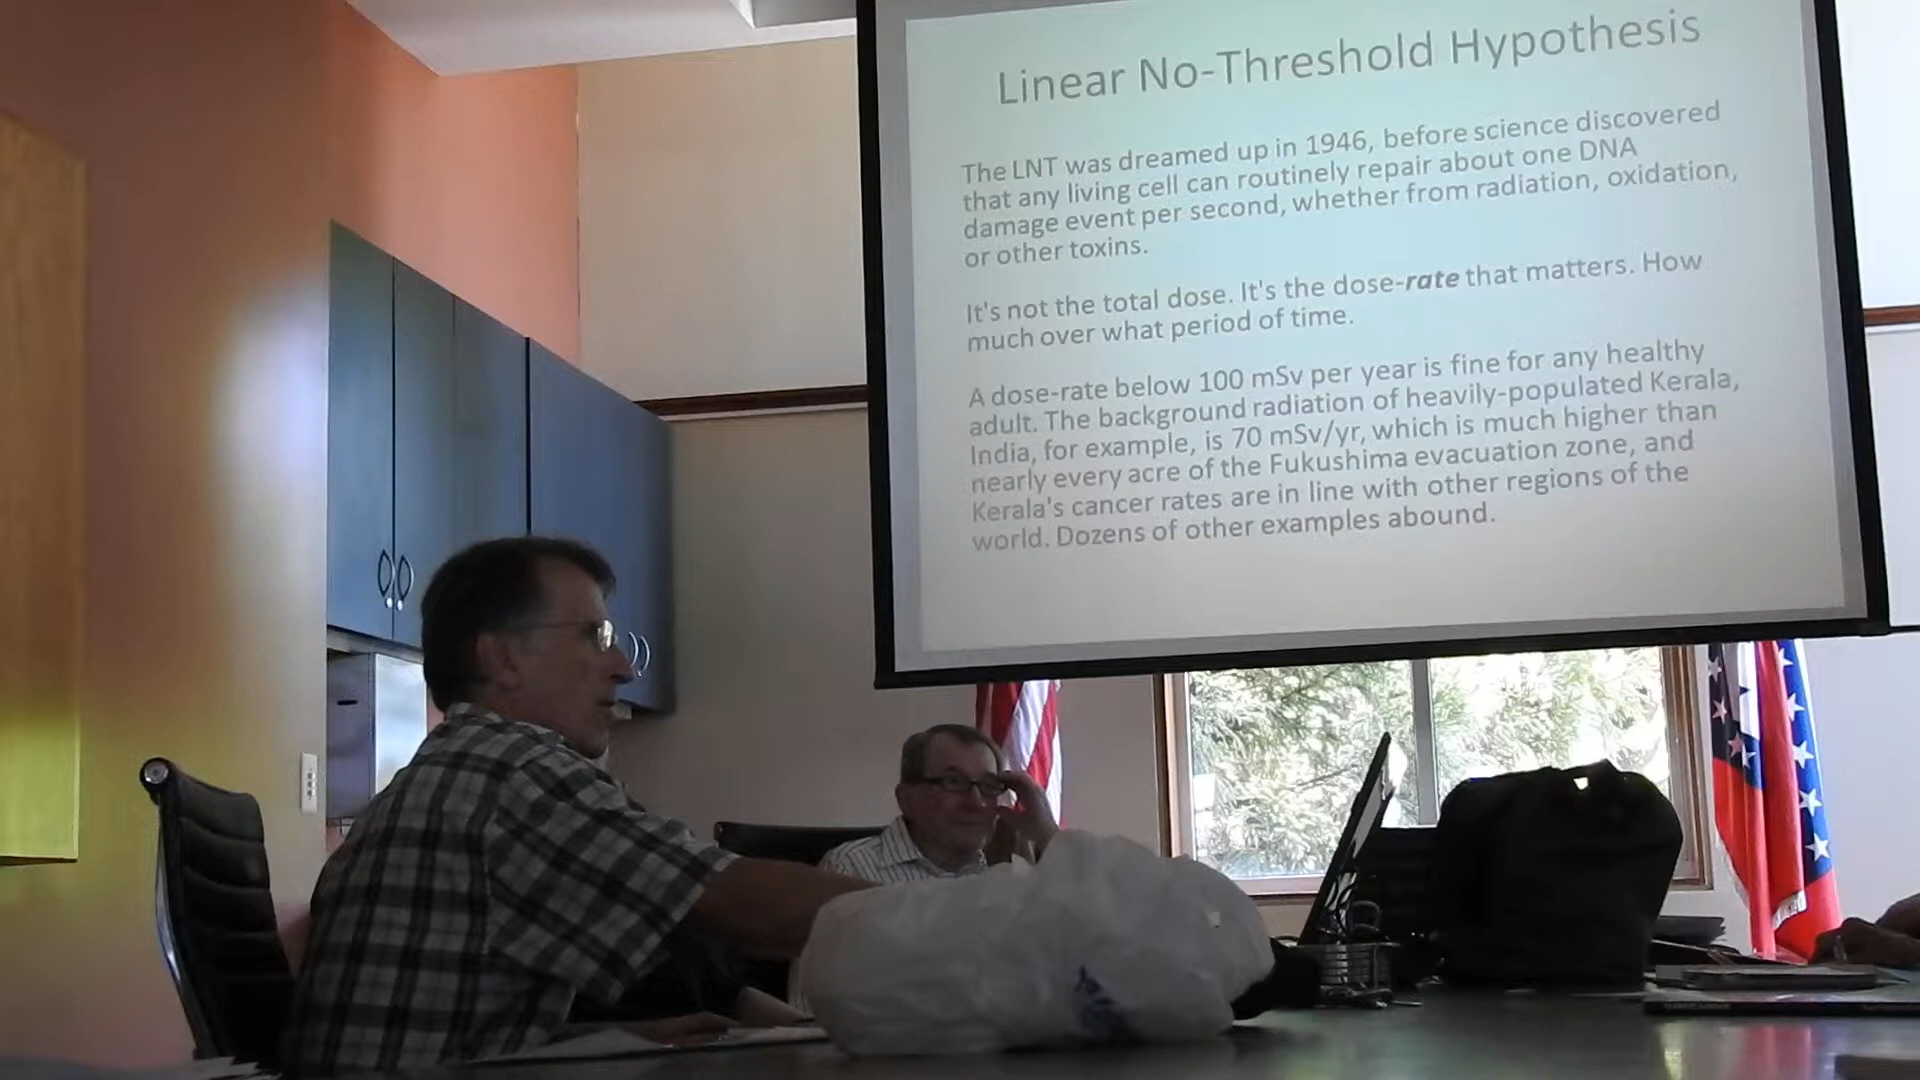 Linear No-Threshold Hypothesis
The LNT was dreamed up in 1946, before science discovered
that any living cell can routinely repair about one DNA
damage event per second, whether from radiation, oxidation,
or other toxins.
It's not the total dose. It's the dose-rate that matters. How
much over what period of time.
A dose-rate below 100 mSv per year is fine for any healthy
adult. The background radiation of heavily-populated Kerala,
India, for example, is 70 mSv/yr, which is much higher than
nearly every acre of the Fukushima evacuation zone, and
Kerala's cancer rates are in line with other regions of the
world. Dozens of other examples abound.